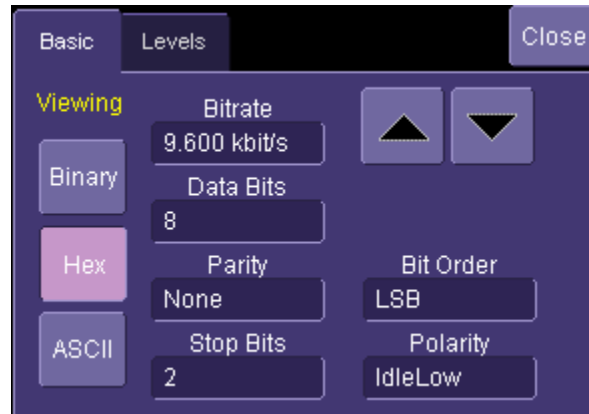 Basic Levels Close
Viewing
Bitrate
9.600 kbit/s
Binary
Data Bits
8
Hex
Parity Bit Order
None LSB
ASCII
Stop Bits Polarity
2 IdleLow